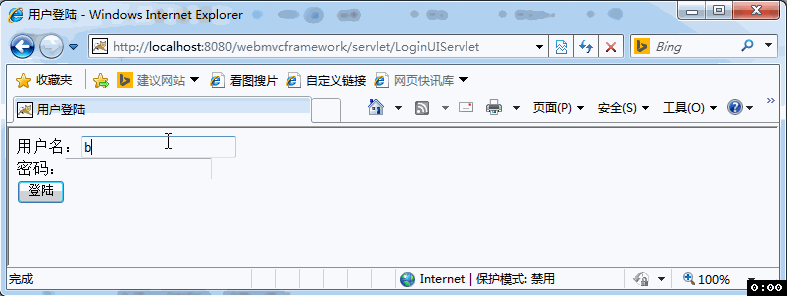 用户登陆 - Windows Internet Explorer
http://localhost:8080/webmvcframework/servlet/LoginUIServlet
Bing
收藏夹 建议网站 看图搜片 自定义链接 网页快讯库
用户登陆 页面(P) 安全(S) 工具(O)
用户名：b
密码：
登陆
完成 Internet | 保护模式: 禁用 100%
0:00